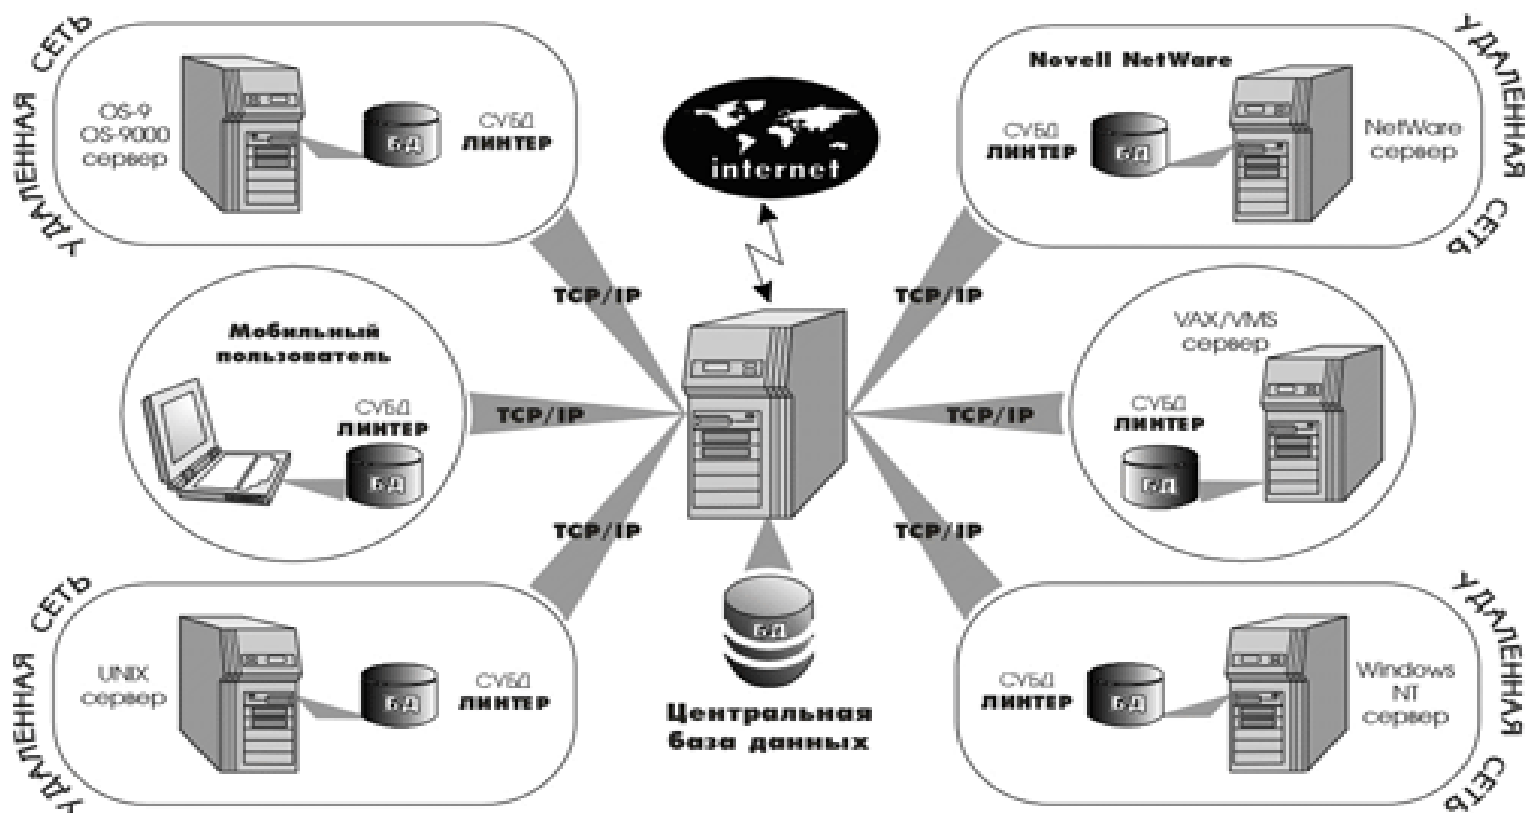 УДАЛЕННАЯ СЕТЬ
OS-9
OS-9000
сервер
БД
СУБД
ЛИНТЕР
internet
Novell NetWare
СУБД
ЛИНТЕР
БД
NetWare
сервер
УДАЛЕННАЯ СЕТЬ
TCP/IP
TCP/IP
Мобильный
пользователь
СУБД
ЛИНТЕР
БД
TCP/IP
TCP/IP
VAX/VMS
сервер
СУБД
ЛИНТЕР
БД
TCP/IP
TCP/IP
УДАЛЕННАЯ СЕТЬ
UNIX
сервер
БД
СУБД
ЛИНТЕР
БД
Центральная
база данных
СУБД
ЛИНТЕР
БД
Windows
NT
сервер
УДАЛЕННАЯ СЕТЬ